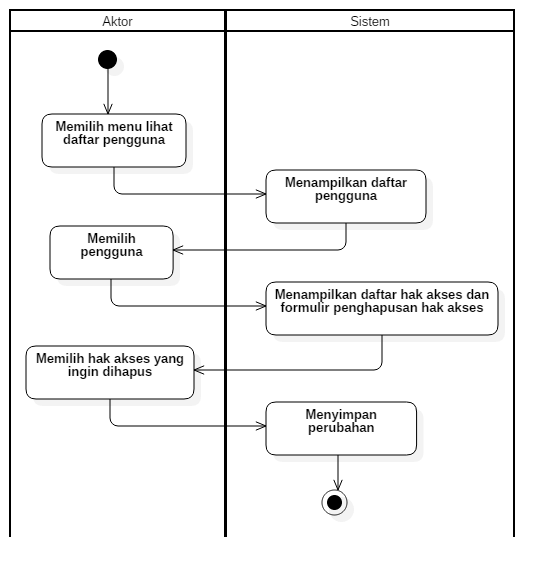 Aktor
Sistem
Memilih menu lihat
daftar pengguna
Menampilkan daftar
pengguna
Memilih
pengguna
Menampilkan daftar hak akses dan
formulir penghapusan hak akses
Memilih hak akses yang
ingin dihapus
Menyimpan
perubahan